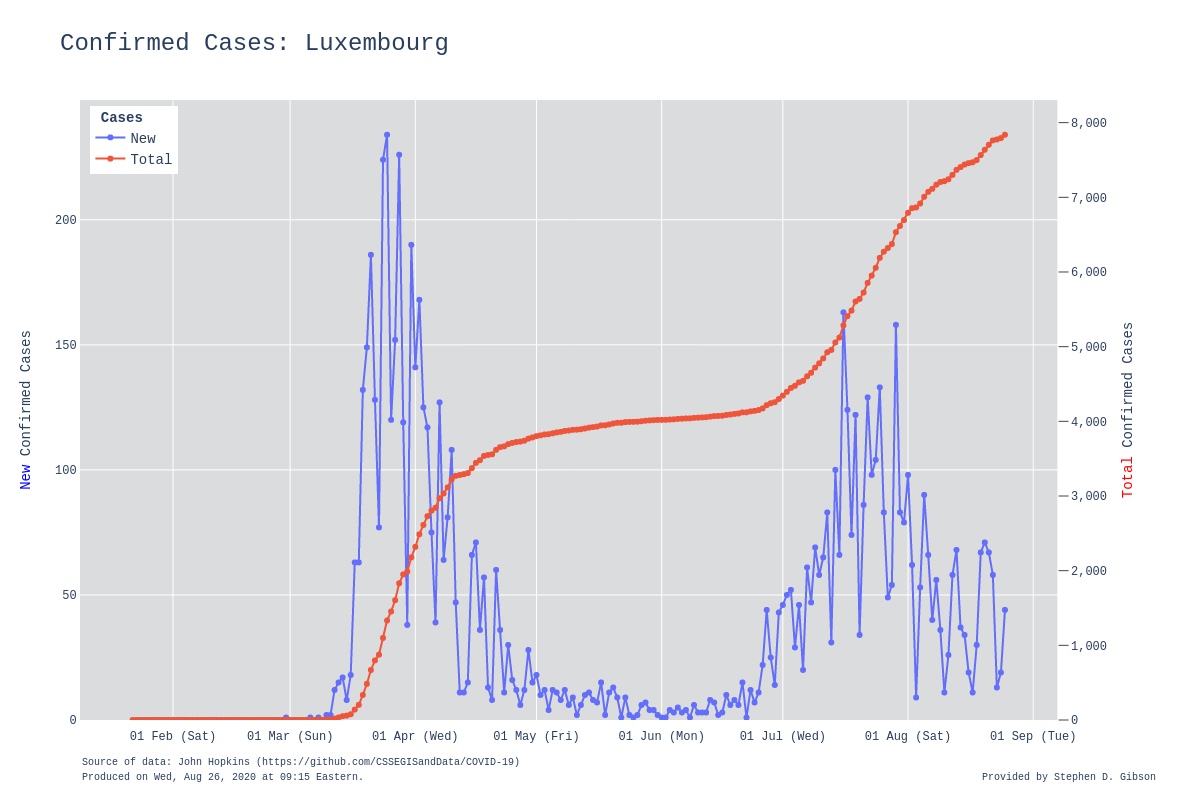 Confirmed Cases: Luxembourg
Cases
New
Total
200
150
100
50
0
8,000
7,000
6,000
5,000
4,000
3,000
2,000
1,000
0
New Confirmed Cases
Total Confirmed Cases
01 Feb (Sat) 01 Mar (Sun) 01 Apr (Wed) 01 May (Fri) 01 Jun (Mon) 01 Jul (Wed) 01 Aug (Sat) 01 Sep (Tue)
Source of data: John Hopkins (https://github.com/CSSEGISandData/COVID-19)
Produced on Wed, Aug 26, 2020 at 09:15 Eastern.
Provided by Stephen D. Gibson